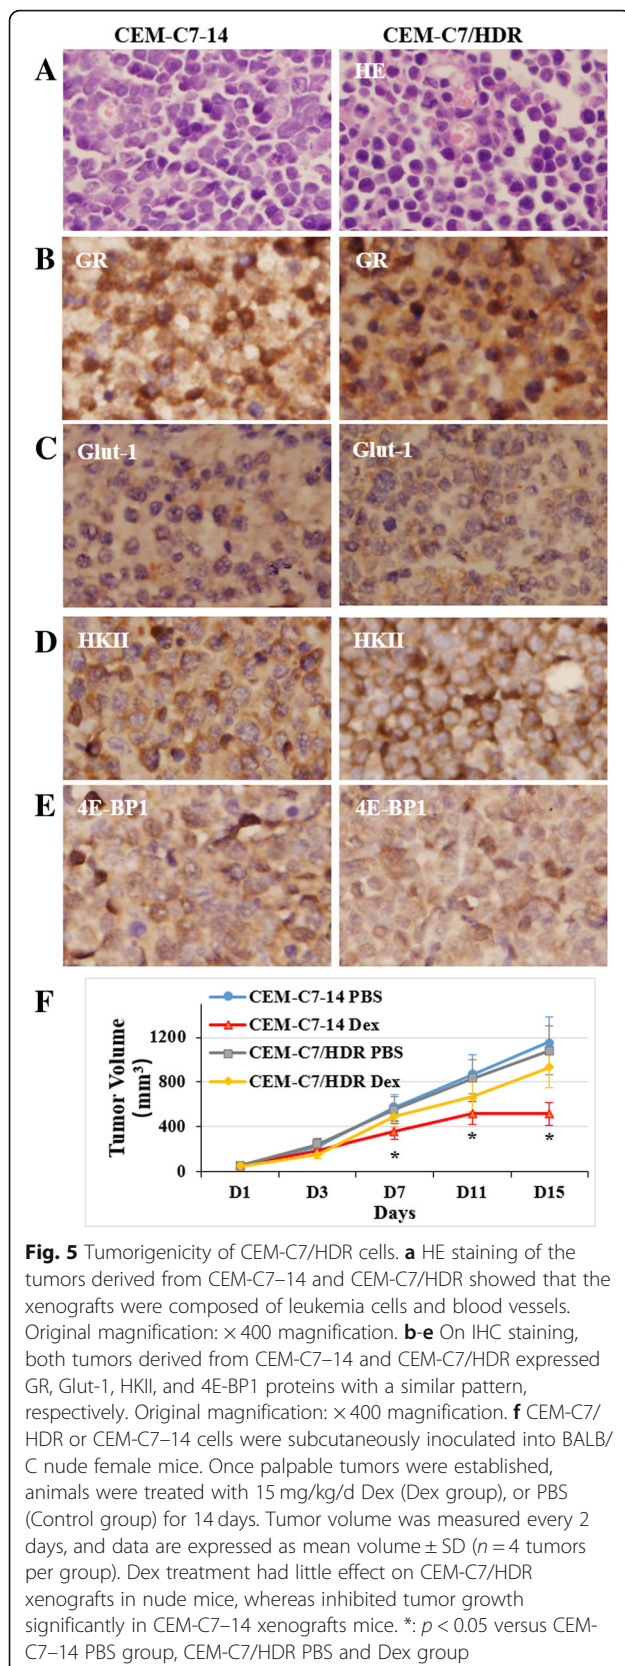 CEM-C7-14 CEM-C7/HDR
A HE
B GR GR
C Glut-1 Glut-1
D HKII HKII
E 4E-BP1 4E-BP1
F
CEM-C7-14 PBS
CEM-C7-14 Dex
CEM-C7/HDR PBS
CEM-C7/HDR Dex
Tumor Volume
(mm³)
1200
800
400
0
* * *
D1 D3 D7 D11 D15
Days
Fig. 5 Tumorigenicity of CEM-C7/HDR cells. a HE staining of the
tumors derived from CEM-C7–14 and CEM-C7/HDR showed that the
xenografts were composed of leukemia cells and blood vessels.
Original magnification: × 400 magnification. b-e On IHC staining,
both tumors derived from CEM-C7–14 and CEM-C7/HDR expressed
GR, Glut-1, HKII, and 4E-BP1 proteins with a similar pattern,
respectively. Original magnification: × 400 magnification. f CEM-C7/
HDR or CEM-C7–14 cells were subcutaneously inoculated into BALB/
C nude female mice. Once palpable tumors were established,
animals were treated with 15 mg/kg/d Dex (Dex group), or PBS
(Control group) for 14 days. Tumor volume was measured every 2
days, and data are expressed as mean volume ± SD (n = 4 tumors
per group). Dex treatment had little effect on CEM-C7/HDR
xenografts in nude mice, whereas inhibited tumor growth
significantly in CEM-C7–14 xenografts mice. *: p < 0.05 versus CEM-
C7–14 PBS group, CEM-C7/HDR PBS and Dex group